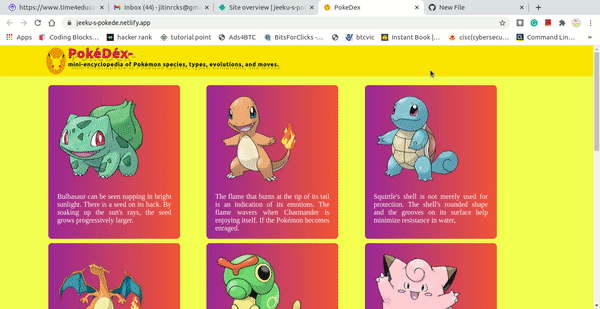 https://www.time4educa
Inbox (44) - jitinrcks@gm
Site overview | jeeku-s-po
PokeDex
New File
jeeku-s-pokede.netlify.app
Apps
Coding Blocks...
hacker rank
tutorial point
Ads4BTC
BitsForClicks -...
btcvic
Instant Book |...
cisc(cybersecu...
Command Lin...
PokéDéx-
mini-encyclopedia of Pokémon species, types, evolutions, and moves.
Bulbasaur can be seen napping in bright
sunlight. There is a seed on its back. By
soaking up the sun's rays, the seed
grows progressively larger.
The flame that burns at the tip of its tail
is an indication of its emotions. The
flame wavers when Charmander is
enjoying itself. If the Pokémon becomes
enraged.
Squirtle's shell is not merely used for
protection. The shell's rounded shape
and the grooves on its surface help
minimize resistance in water,